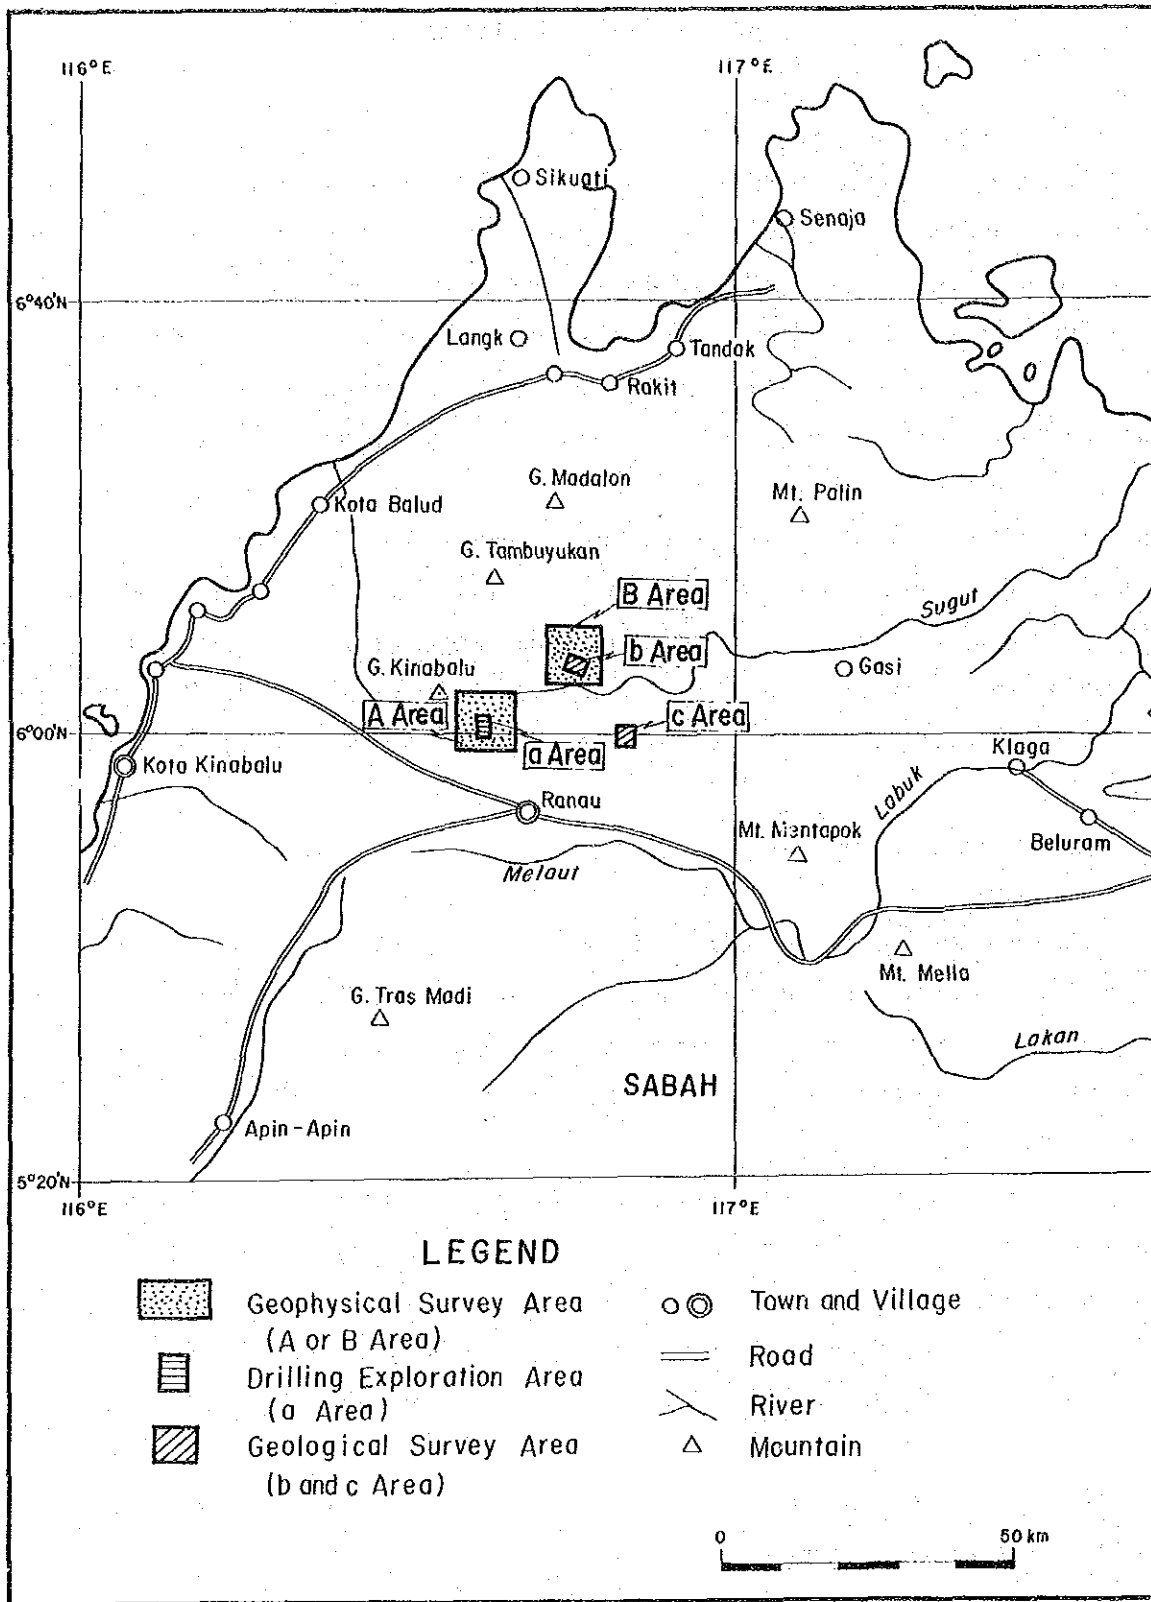 116°E
117°E
Sikuati
Senaja
6°40'N
Langk
Tandak
Rakit
G. Madalon
Mt. Palin
Kota Balud
G. Tambuyukan
B Area
Sugut
b Area
G. Kinabalu
Gasi
A Area
c Area
6°00'N
a Area
Klaga
Kota Kinabalu
Ranau
Labuk
Mt. Mentapok
Beluram
Melaut
Mt. Mella
G. Tras Madi
Lakan
SABAH
Apin-Apin
5°20'N
116°E
117°E
LEGEND
Geophysical Survey Area
(A or B Area)
Drilling Exploration Area
(a Area)
Geological Survey Area
(b and c Area)
Town and Village
Road
River
Mountain
0
50 km